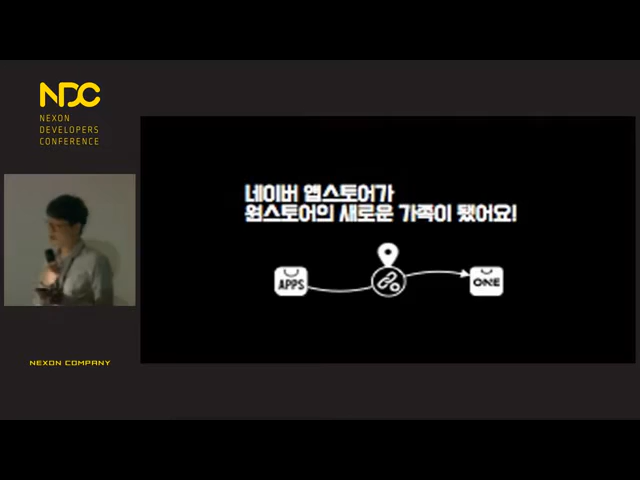 NDC
NEXON
DEVELOPERS
CONFERENCE
네이버 앱스토어가
원스토어의 새로운 가족이 됐어요!
APPS
ONE
NEXON COMPANY